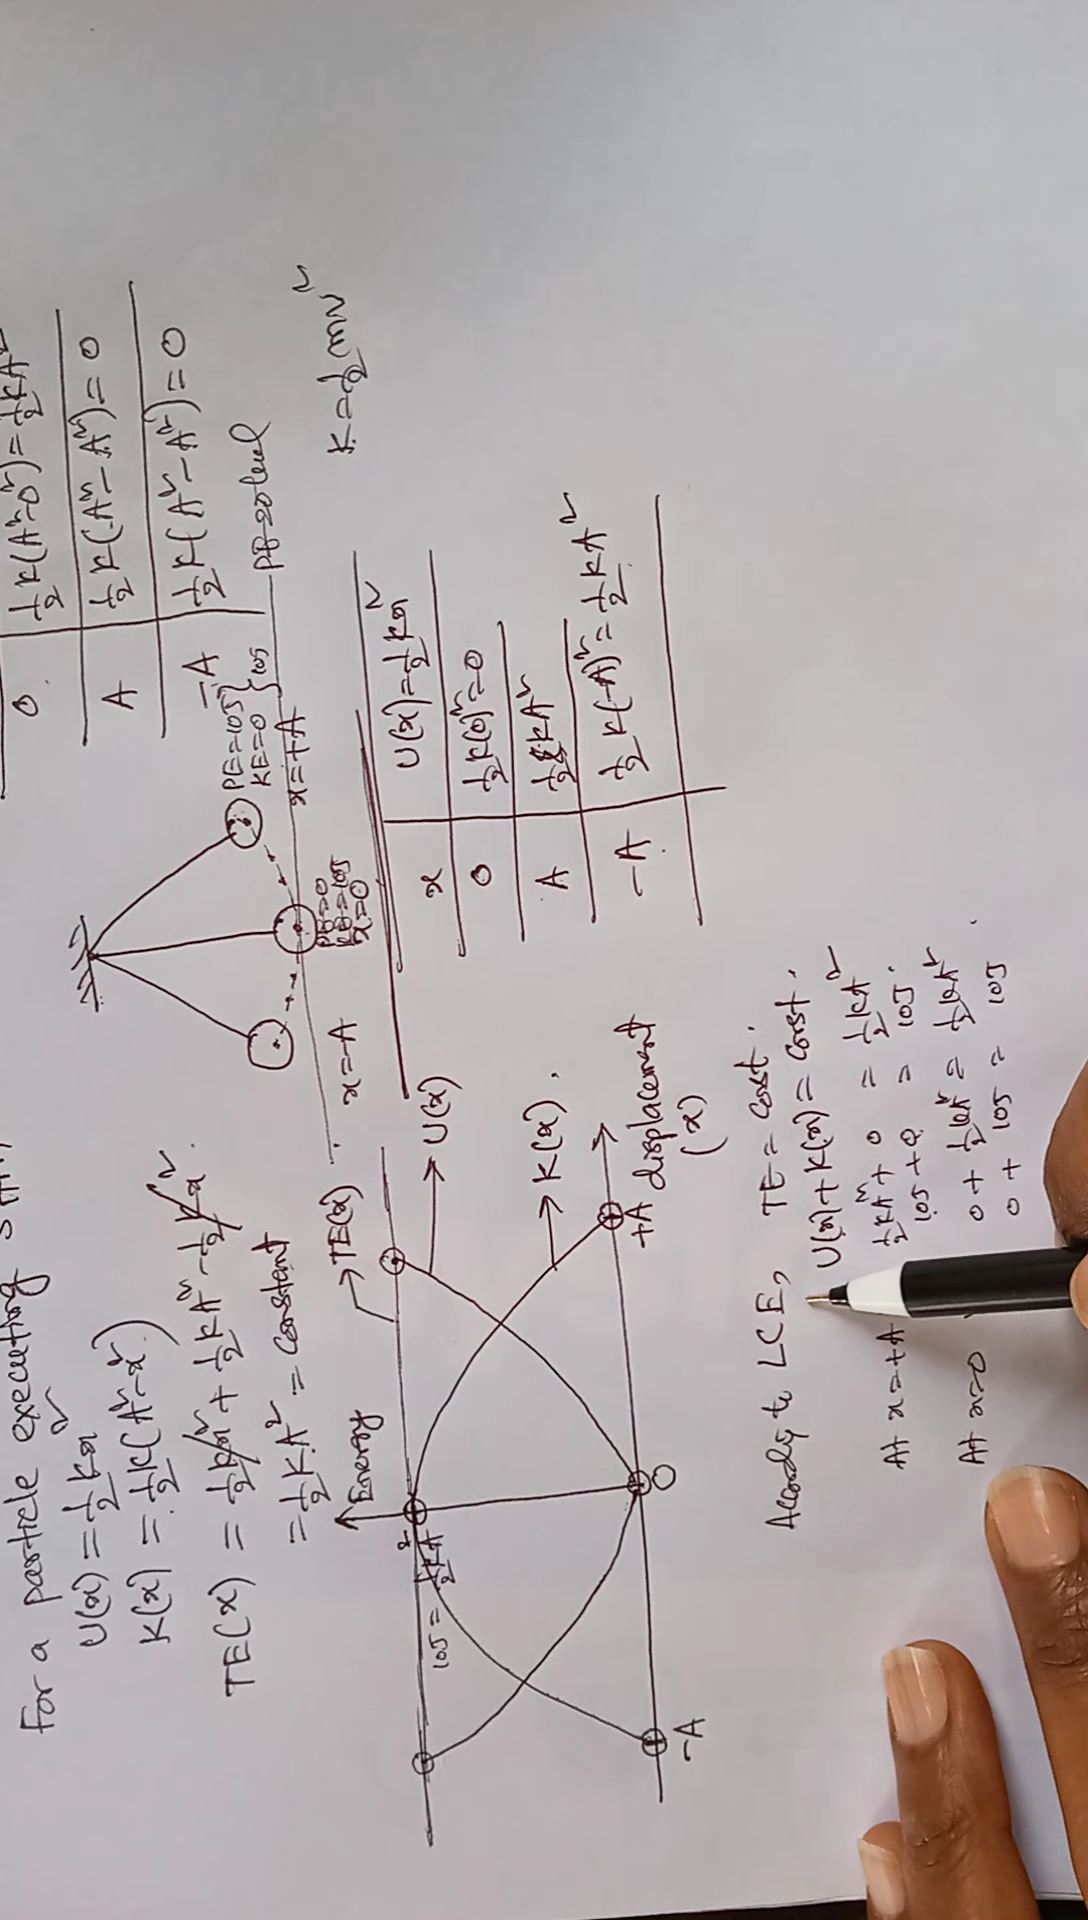 For a particle executing
U(x) = ½ kx²
K(x) = ½ k(A² - x²)
TE(x) = ½ kx² + ½ kA² - ½ kx²
= ½ KA² = constant
0 ½ K(A² - 0²) = ½ KA²
A ½ K(A² - A²) = 0
-A ½ K(A² - A²) = 0
PE = 10J
KE = 0
10J
x = -A
x = +A
PE = 0 level
PE = 0
KE = 10J
x = 0
K = ½ mv²
x U(x) = ½ kx²
0 ½ K(0)² = 0
A ½ KA²
-A ½ K(-A)² = ½ KA²
Energy
TE(x)
U(x)
K(x).
10J = ½ KA²
-A
O
+A
displacement
(x)
According to LCE, TE = Const.
U(x) + K(x) = Const.
At x = +A ½ KA² + 0 = ½ KA²
10J + 0 = 10J.
At x = 0 0 + ½ KA² = ½ KA²
0 + 10J = 10J